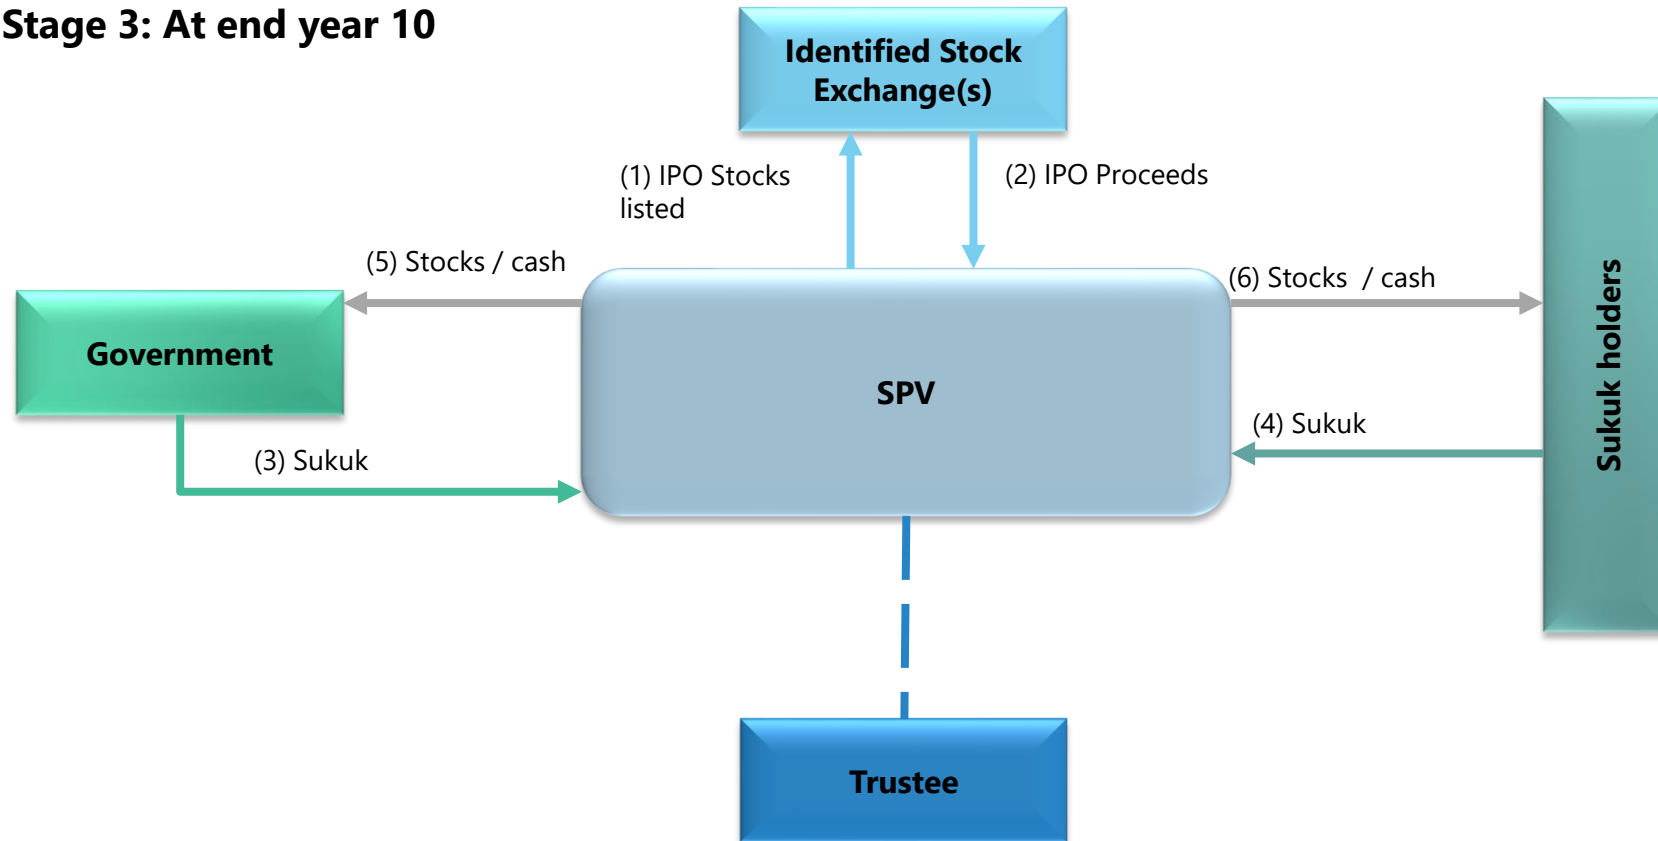 Stage 3: At end year 10
Identified Stock
Exchange(s)
(1) IPO Stocks
listed
(2) IPO Proceeds
(5) Stocks / cash
(6) Stocks / cash
Government
SPV
Sukuk holders
(3) Sukuk
(4) Sukuk
Trustee